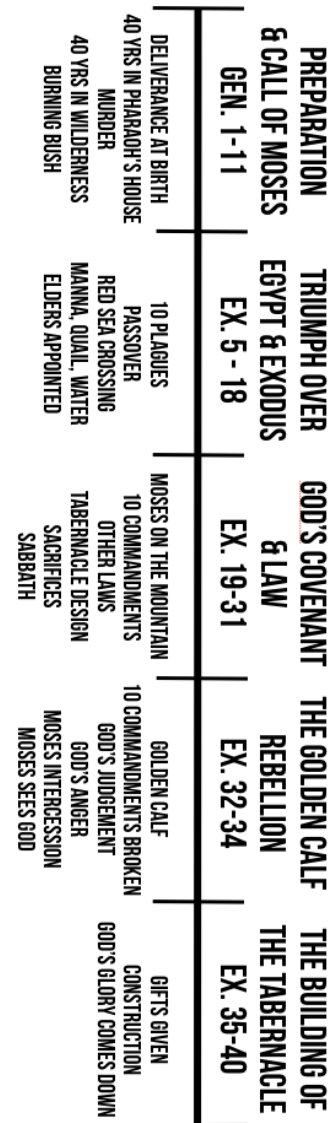 PREPARATION
& CALL OF MOSES
GEN. 1-11
DELIVERANCE AT BIRTH
40 YRS IN PHARAOH'S HOUSE
MURDER
40 YRS IN WILDERNESS
BURNING BUSH
TRIUMPH OVER
EGYPT & EXODUS
EX. 5 - 18
10 PLAGUES
PASSOVER
RED SEA CROSSING
MANNA, QUAIL, WATER
ELDERS APPOINTED
GOD'S COVENANT
& LAW
EX. 19-31
MOSES ON THE MOUNTAIN
10 COMMANDMENTS
OTHER LAWS
TABERNACLE DESIGN
SACRIFICES
SABBATH
THE GOLDEN CALF
REBELLION
EX. 32-34
GOLDEN CALF
10 COMMANDMENTS BROKEN
GOD'S JUDGEMENT
GOD'S ANGER
MOSES INTERCESSION
MOSES SEES GOD
THE BUILDING OF
THE TABERNACLE
EX. 35-40
GIFTS GIVEN
CONSTRUCTION
GOD'S GLORY COMES DOWN